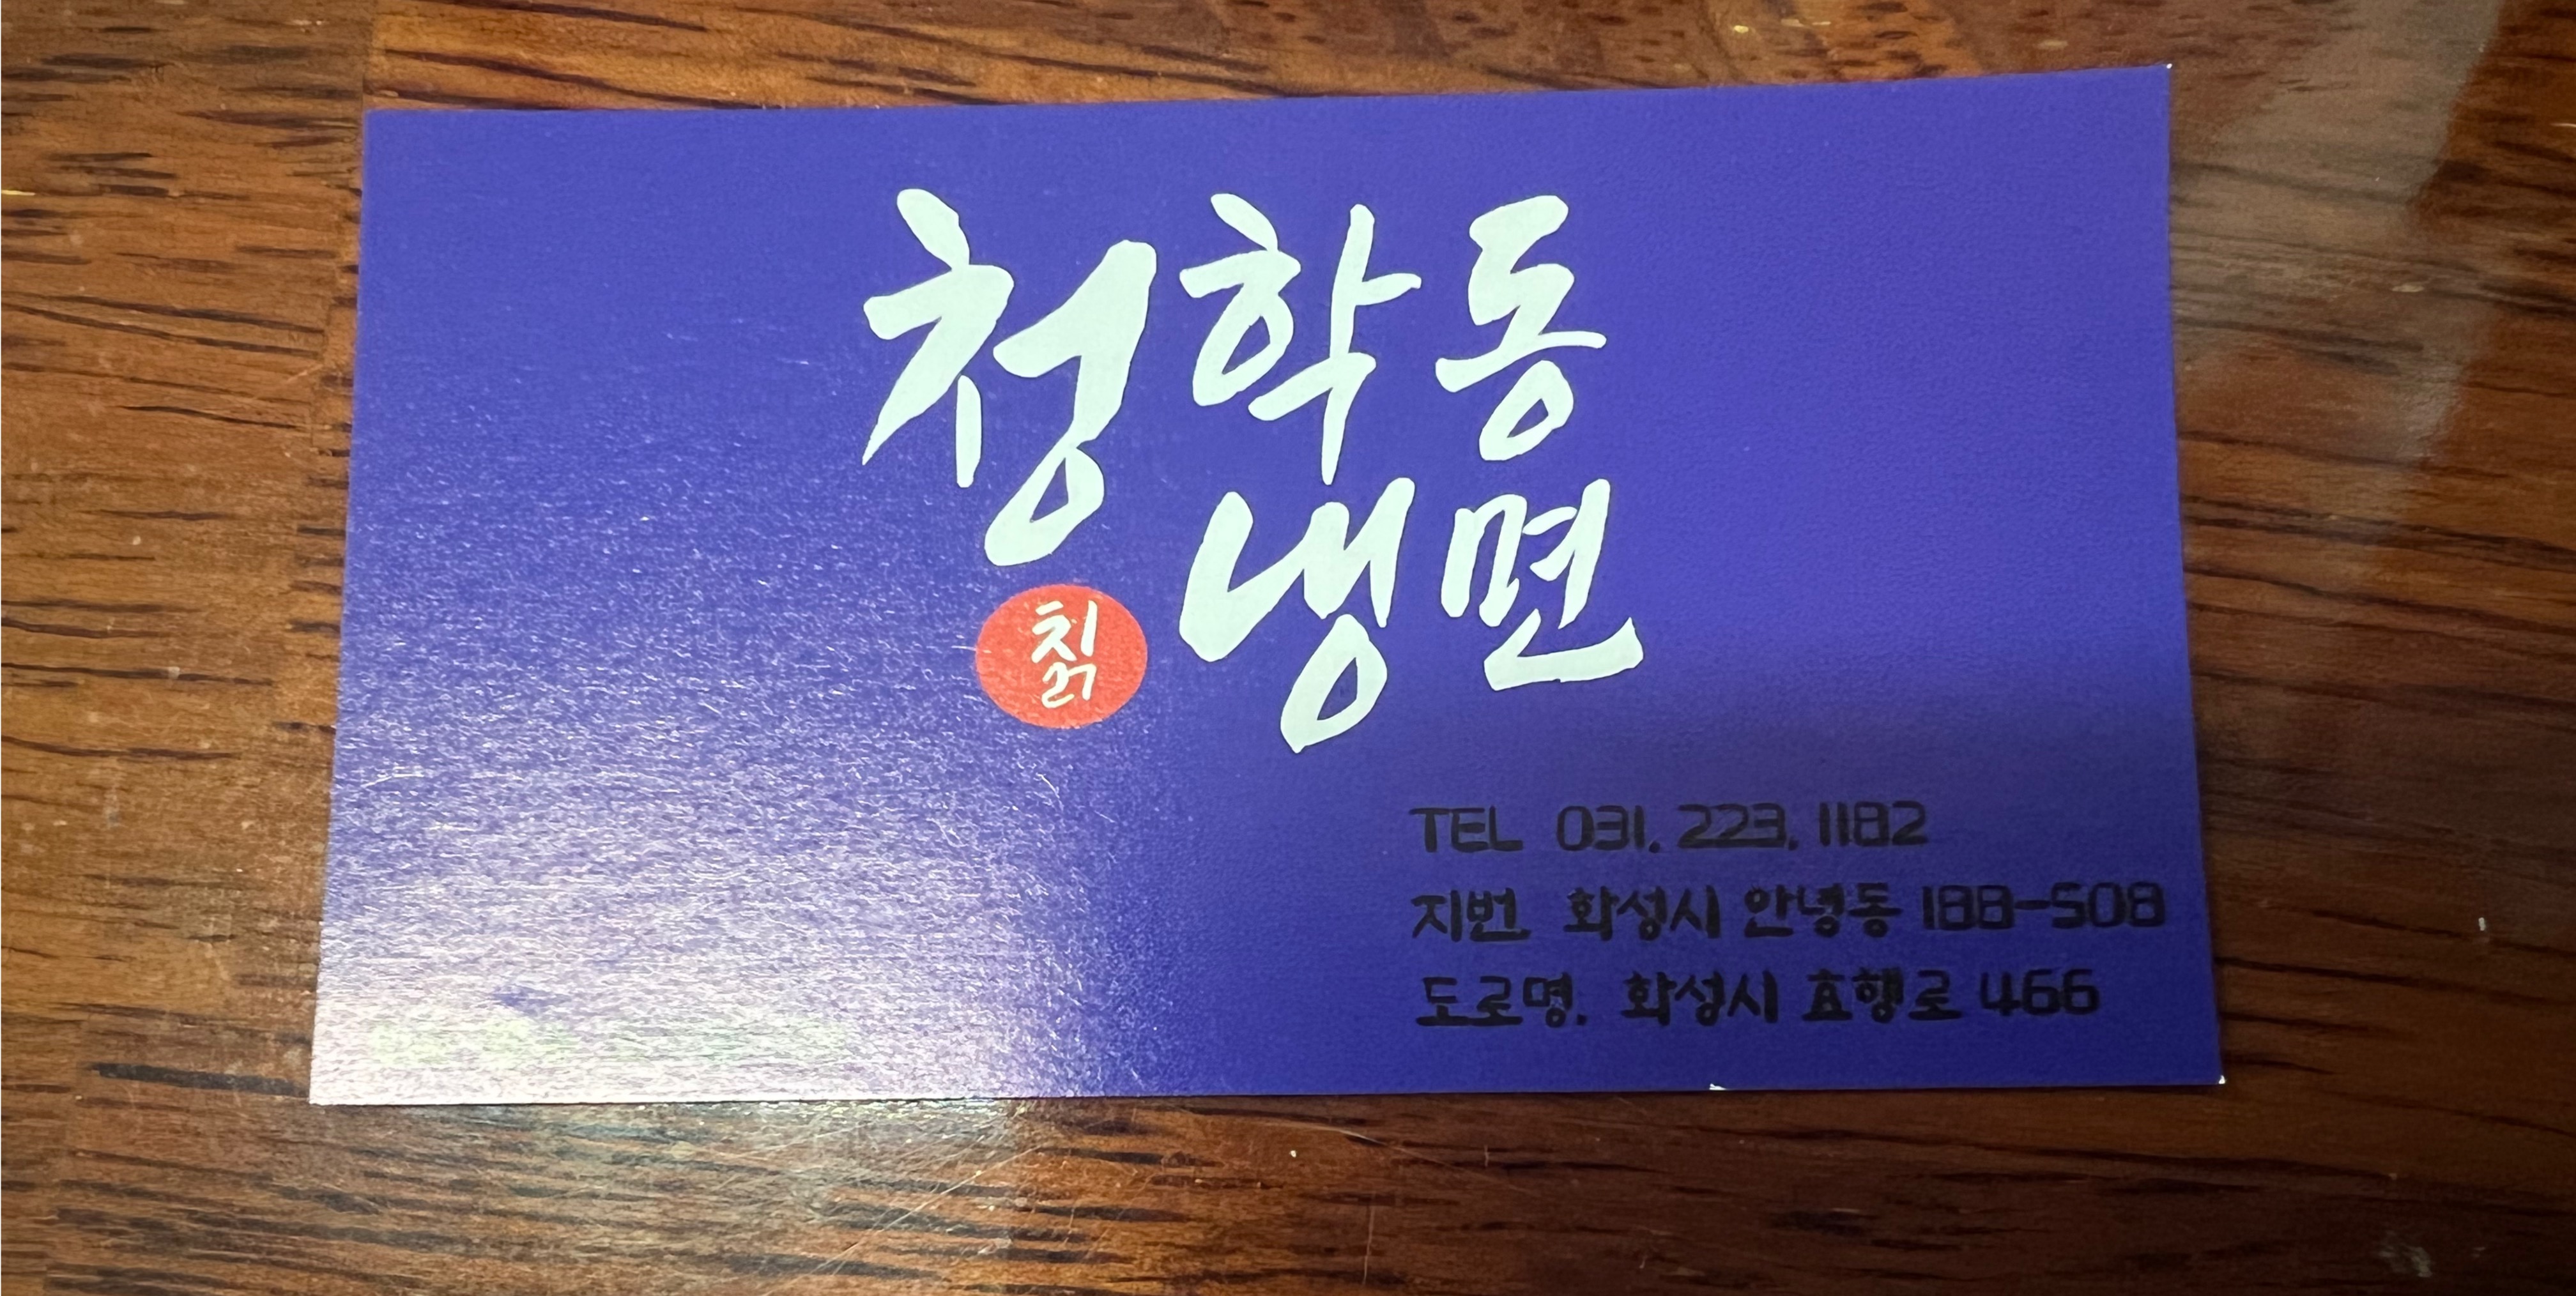 청학동
칡 냉면
TEL 031. 223. 1182
지번. 화성시 안녕동 188-508
도로명. 화성시 효행로 466